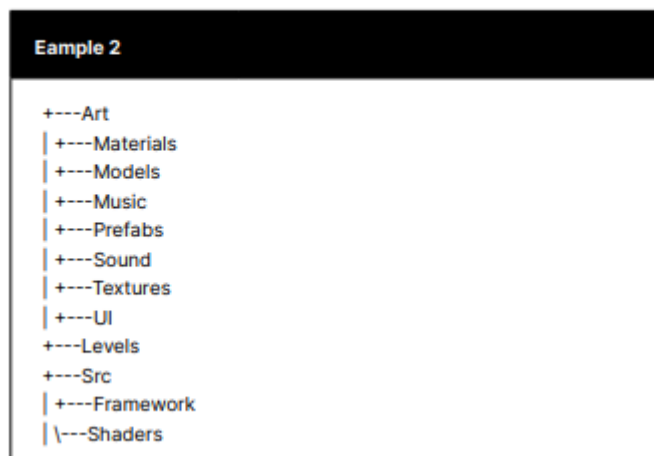 Eample 2
+---Art
| +---Materials
| +---Models
| +---Music
| +---Prefabs
| +---Sound
| +---Textures
| +---UI
+---Levels
+---Src
| +---Framework
| \---Shaders